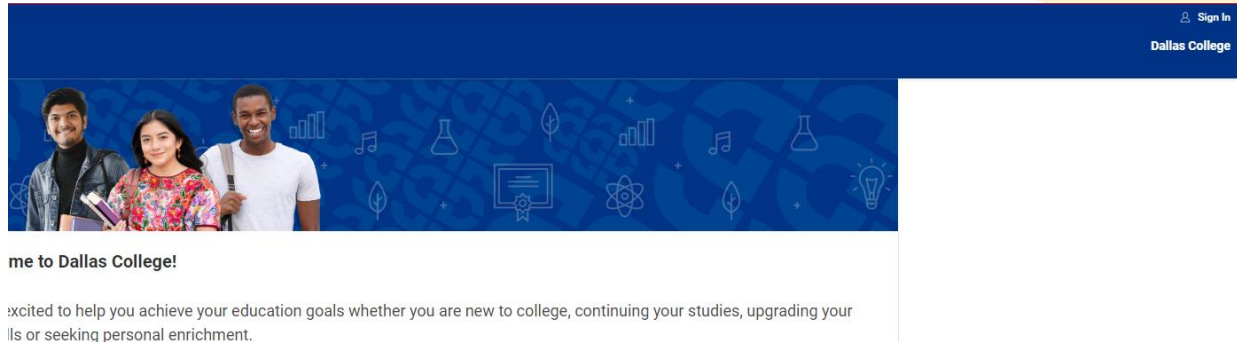 Sign In
Dallas College
me to Dallas College!
excited to help you achieve your education goals whether you are new to college, continuing your studies, upgrading your
lls or seeking personal enrichment.